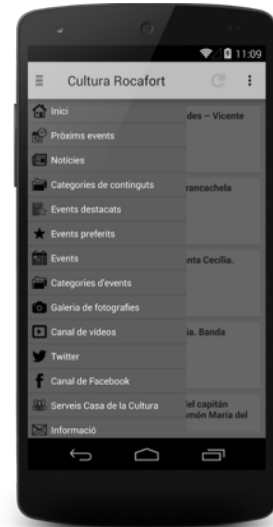 11:09
Cultura Rocafort
Inici
des – Vicente
Pròxims events
Notícies
Categories de continguts
rancachela
Events destacats
Events preferits
Events
nta Cecília.
Categories d'events
Galeria de fotografies
Canal de vídeos
ia. Banda
Twitter
Canal de Facebook
Serveis Casa de la Cultura
del capitán
amón María del
Informació